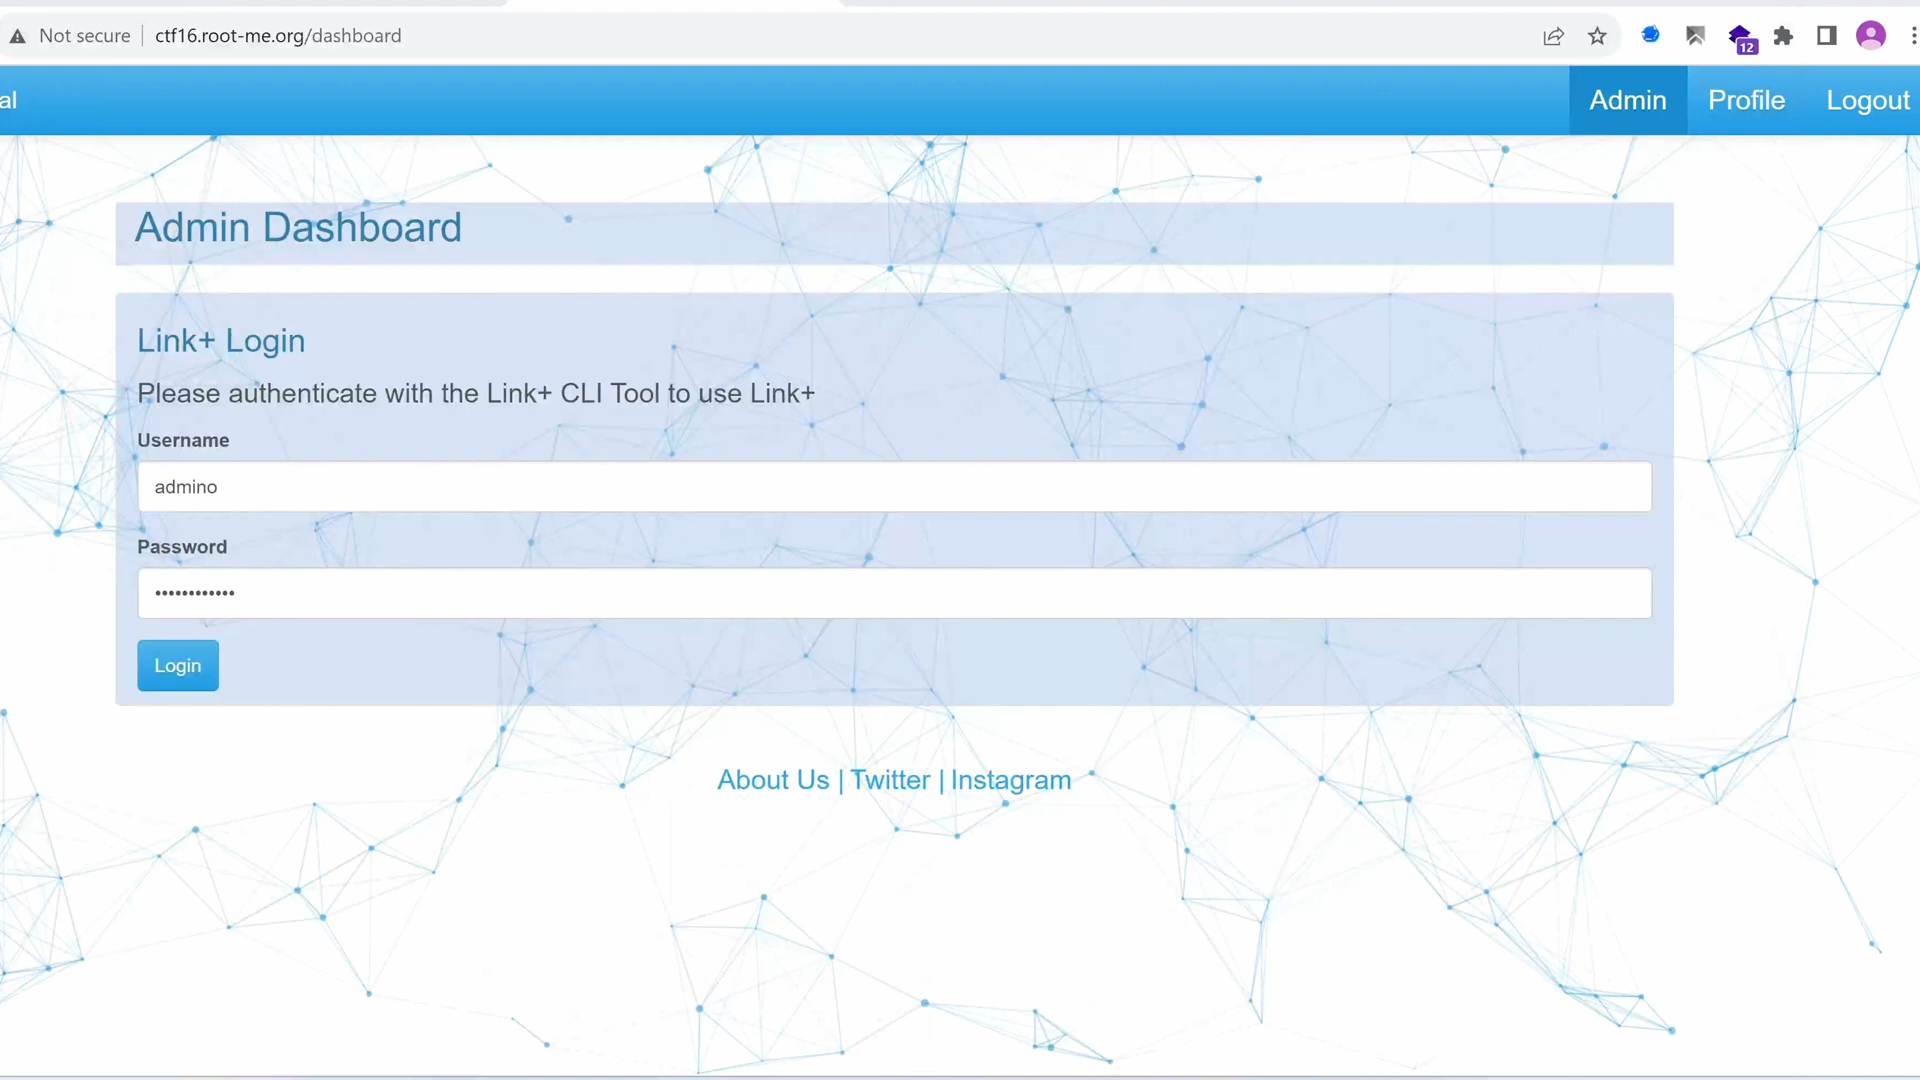 Not secure ctf16.root-me.org/dashboard
12
al Admin Profile Logout
Admin Dashboard
Link+ Login
Please authenticate with the Link+ CLI Tool to use Link+
Username
admino
Password
••••••••••••
Login
About Us | Twitter | Instagram